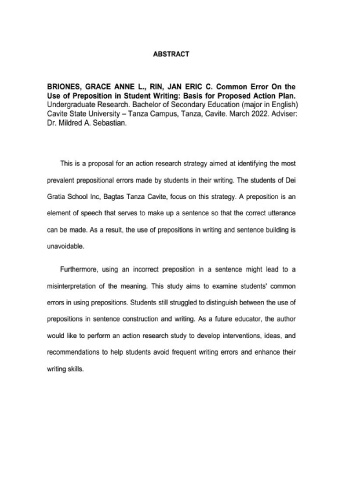 ABSTRACT
BRIONES, GRACE ANNE L., RIN, JAN ERIC C. Common Error On the
Use of Preposition in Student Writing: Basis for Proposed Action Plan.
Undergraduate Research. Bachelor of Secondary Education (major in English)
Cavite State University – Tanza Campus, Tanza, Cavite. March 2022. Adviser:
Dr. Mildred A. Sebastian.
This is a proposal for an action research strategy aimed at identifying the most
prevalent prepositional errors made by students in their writing. The students of Dei
Gratia School Inc, Bagtas Tanza Cavite, focus on this strategy. A preposition is an
element of speech that serves to make up a sentence so that the correct utterance
can be made. As a result, the use of prepositions in writing and sentence building is
unavoidable.
Furthermore, using an incorrect preposition in a sentence might lead to a
misinterpretation of the meaning. This study aims to examine students' common
errors in using prepositions. Students still struggled to distinguish between the use of
prepositions in sentence construction and writing. As a future educator, the author
would like to perform an action research study to develop interventions, ideas, and
recommendations to help students avoid frequent writing errors and enhance their
writing skills.